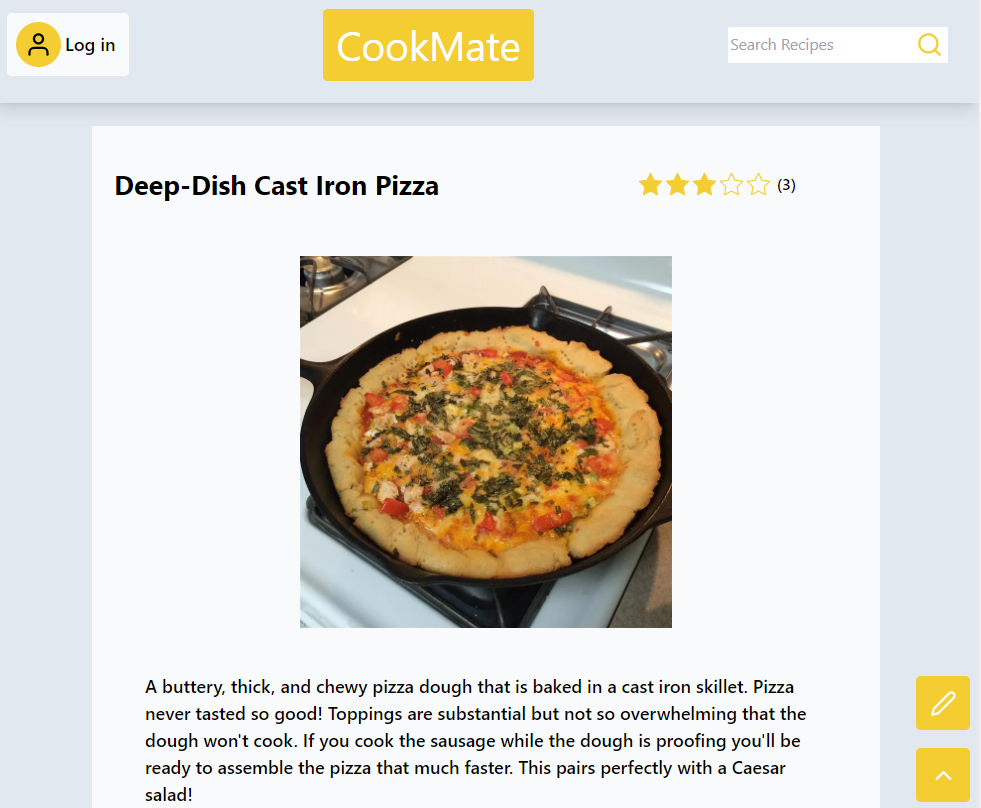 Log in
CookMate
Search Recipes
Deep-Dish Cast Iron Pizza
(3)
A buttery, thick, and chewy pizza dough that is baked in a cast iron skillet. Pizza
never tasted so good! Toppings are substantial but not so overwhelming that the
dough won't cook. If you cook the sausage while the dough is proofing you'll be
ready to assemble the pizza that much faster. This pairs perfectly with a Caesar
salad!